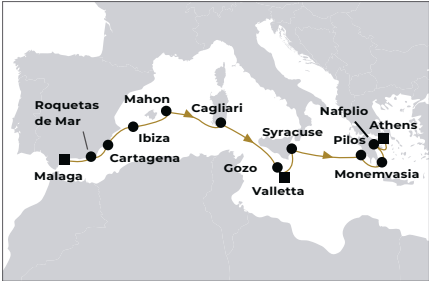 Mahon
Roquetas
de Mar
Cagliari
Nafplio
Athens
Ibiza
Syracuse
Pilos
Cartagena
Gozo
Malaga
Monemvasia
Valletta